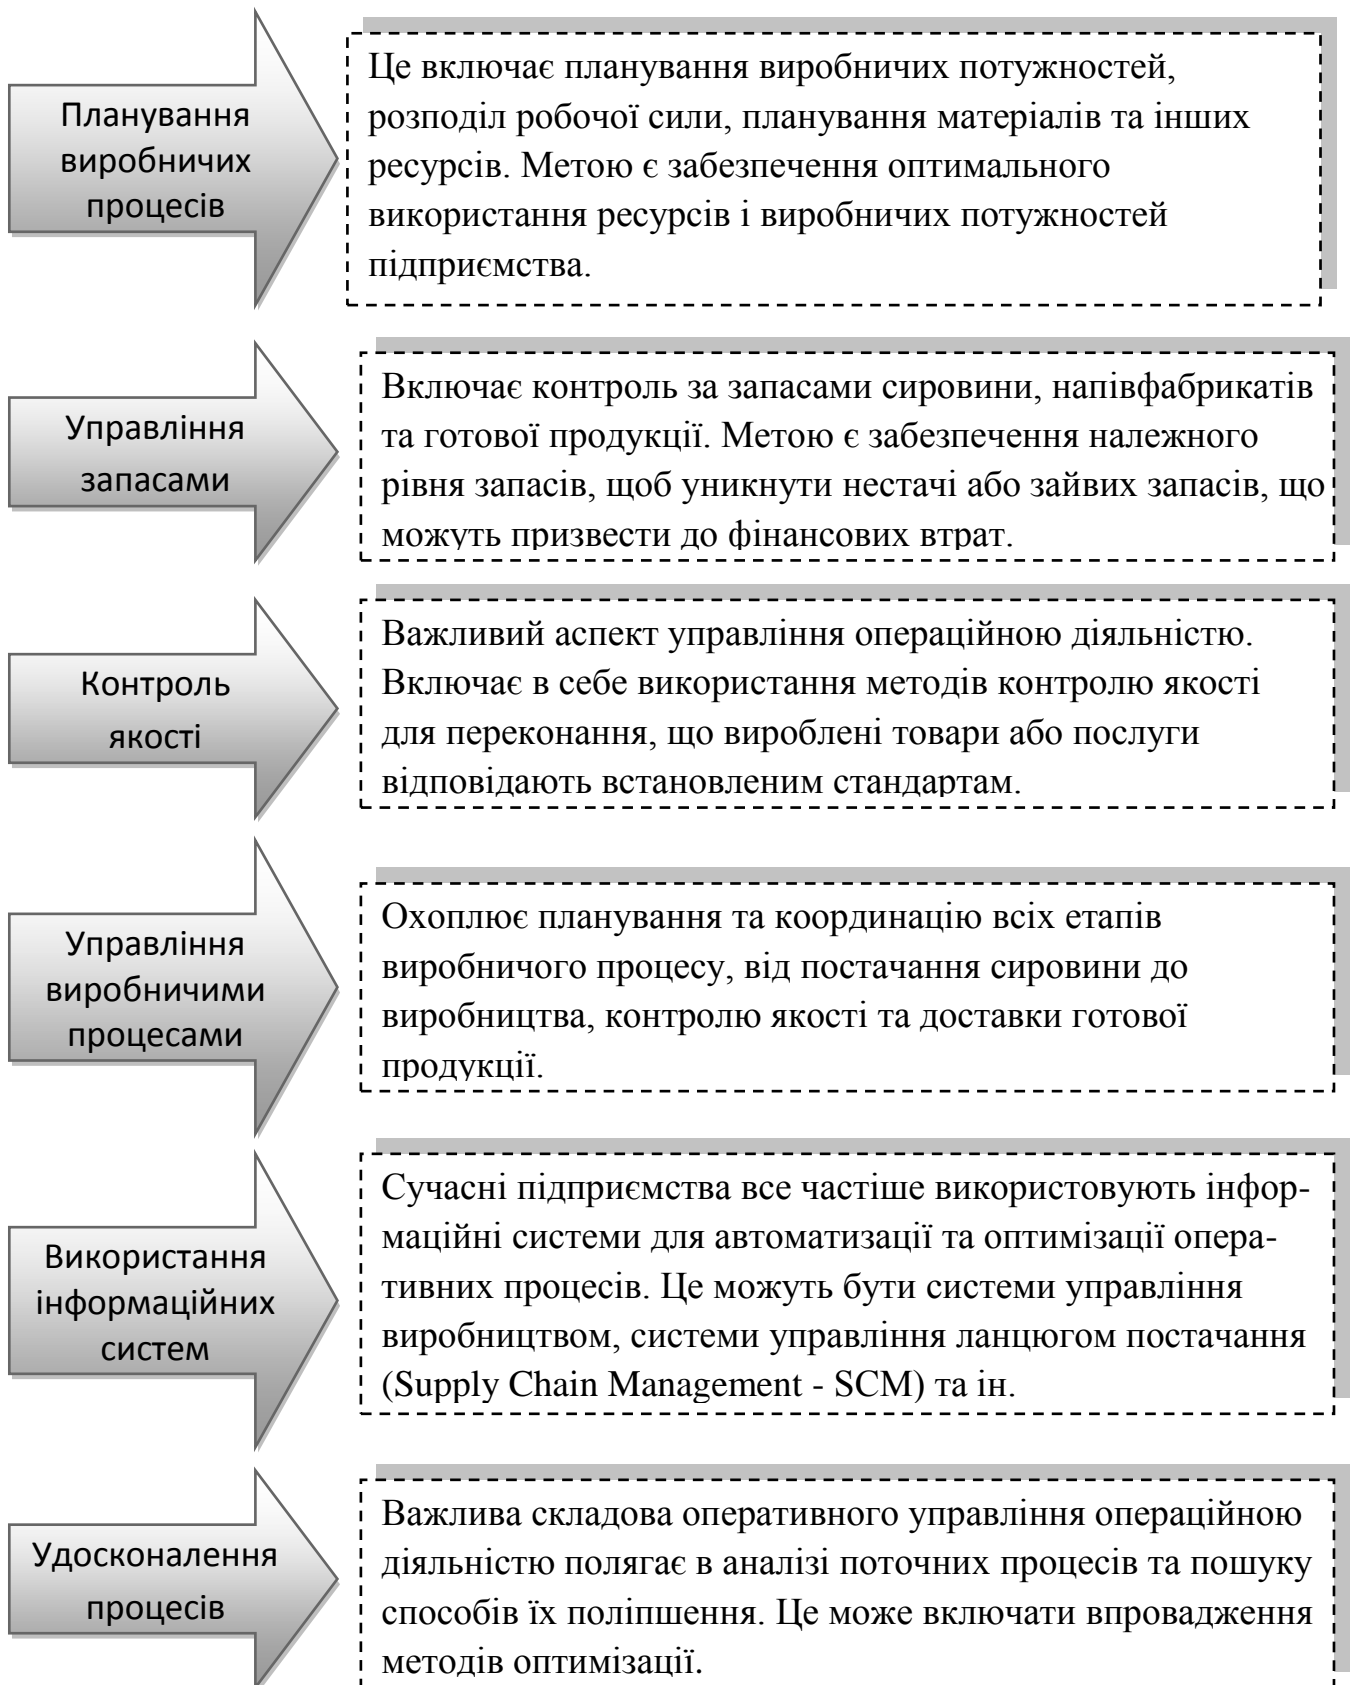 Планування
виробничих
процесів
Це включає планування виробничих потужностей,
розподіл робочої сили, планування матеріалів та інших
ресурсів. Метою є забезпечення оптимального
використання ресурсів і виробничих потужностей
підприємства.
Управління
запасами
Включає контроль за запасами сировини, напівфабрикатів
та готової продукції. Метою є забезпечення належного
рівня запасів, щоб уникнути нестачі або зайвих запасів, що
можуть призвести до фінансових втрат.
Контроль
якості
Важливий аспект управління операційною діяльністю.
Включає в себе використання методів контролю якості
для переконання, що вироблені товари або послуги
відповідають встановленим стандартам.
Управління
виробничими
процесами
Охоплює планування та координацію всіх етапів
виробничого процесу, від постачання сировини до
виробництва, контролю якості та доставки готової
продукції.
Використання
інформаційних
систем
Сучасні підприємства все частіше використовують інфор-
маційні системи для автоматизації та оптимізації опера-
тивних процесів. Це можуть бути системи управління
виробництвом, системи управління ланцюгом постачання
(Supply Chain Management - SCM) та ін.
Удосконалення
процесів
Важлива складова оперативного управління операційною
діяльністю полягає в аналізі поточних процесів та пошуку
способів їх поліпшення. Це може включати впровадження
методів оптимізації.